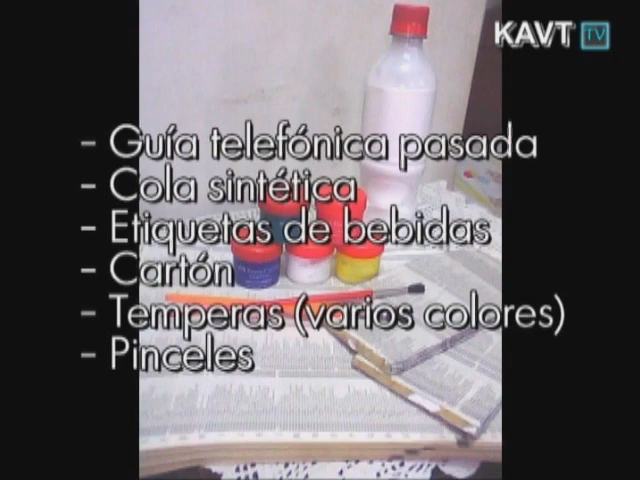 KAVT TV
- Guía telefónica pasada
- Cola sintética
- Etiquetas de bebidas
- Cartón
- Temperas (varios colores)
- Pinceles